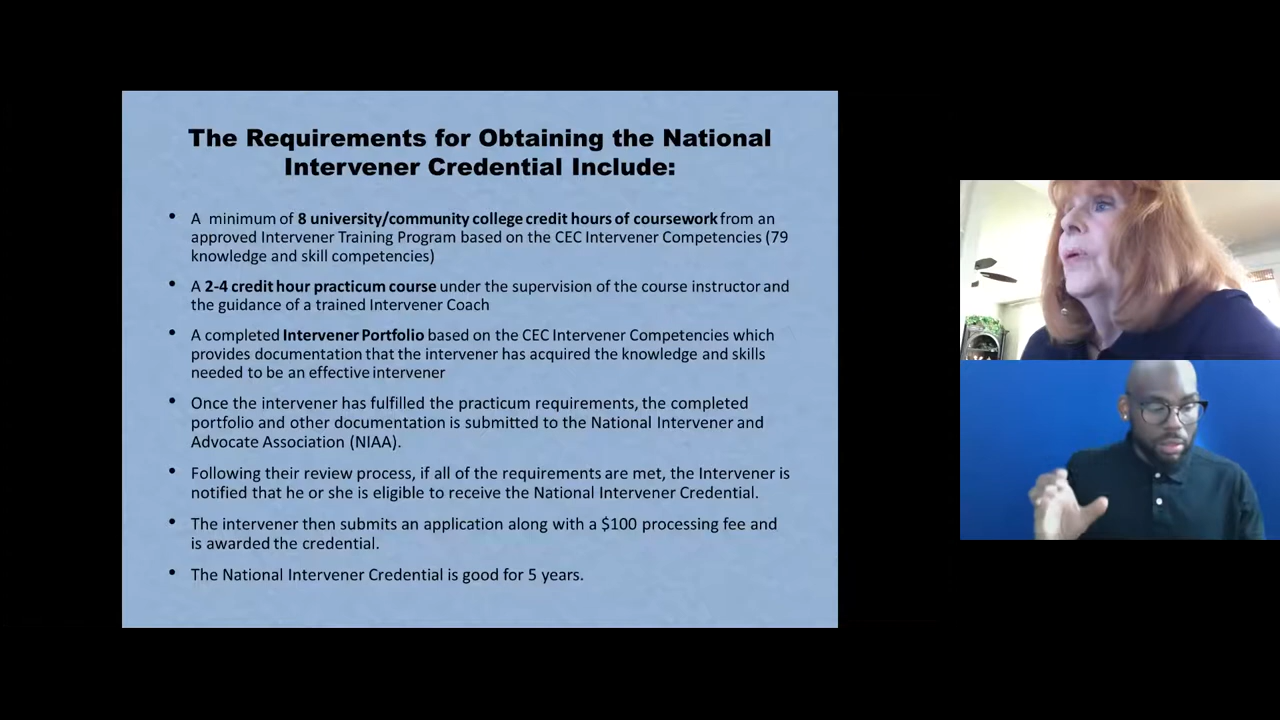 The Requirements for Obtaining the National
Intervener Credential Include:
• A minimum of 8 university/community college credit hours of coursework from an
approved Intervener Training Program based on the CEC Intervener Competencies (79
knowledge and skill competencies)
• A 2-4 credit hour practicum course under the supervision of the course instructor and
the guidance of a trained Intervener Coach
• A completed Intervener Portfolio based on the CEC Intervener Competencies which
provides documentation that the intervener has acquired the knowledge and skills
needed to be an effective intervener
• Once the intervener has fulfilled the practicum requirements, the completed
portfolio and other documentation is submitted to the National Intervener and
Advocate Association (NIAA).
• Following their review process, if all of the requirements are met, the Intervener is
notified that he or she is eligible to receive the National Intervener Credential.
• The intervener then submits an application along with a $100 processing fee and
is awarded the credential.
• The National Intervener Credential is good for 5 years.